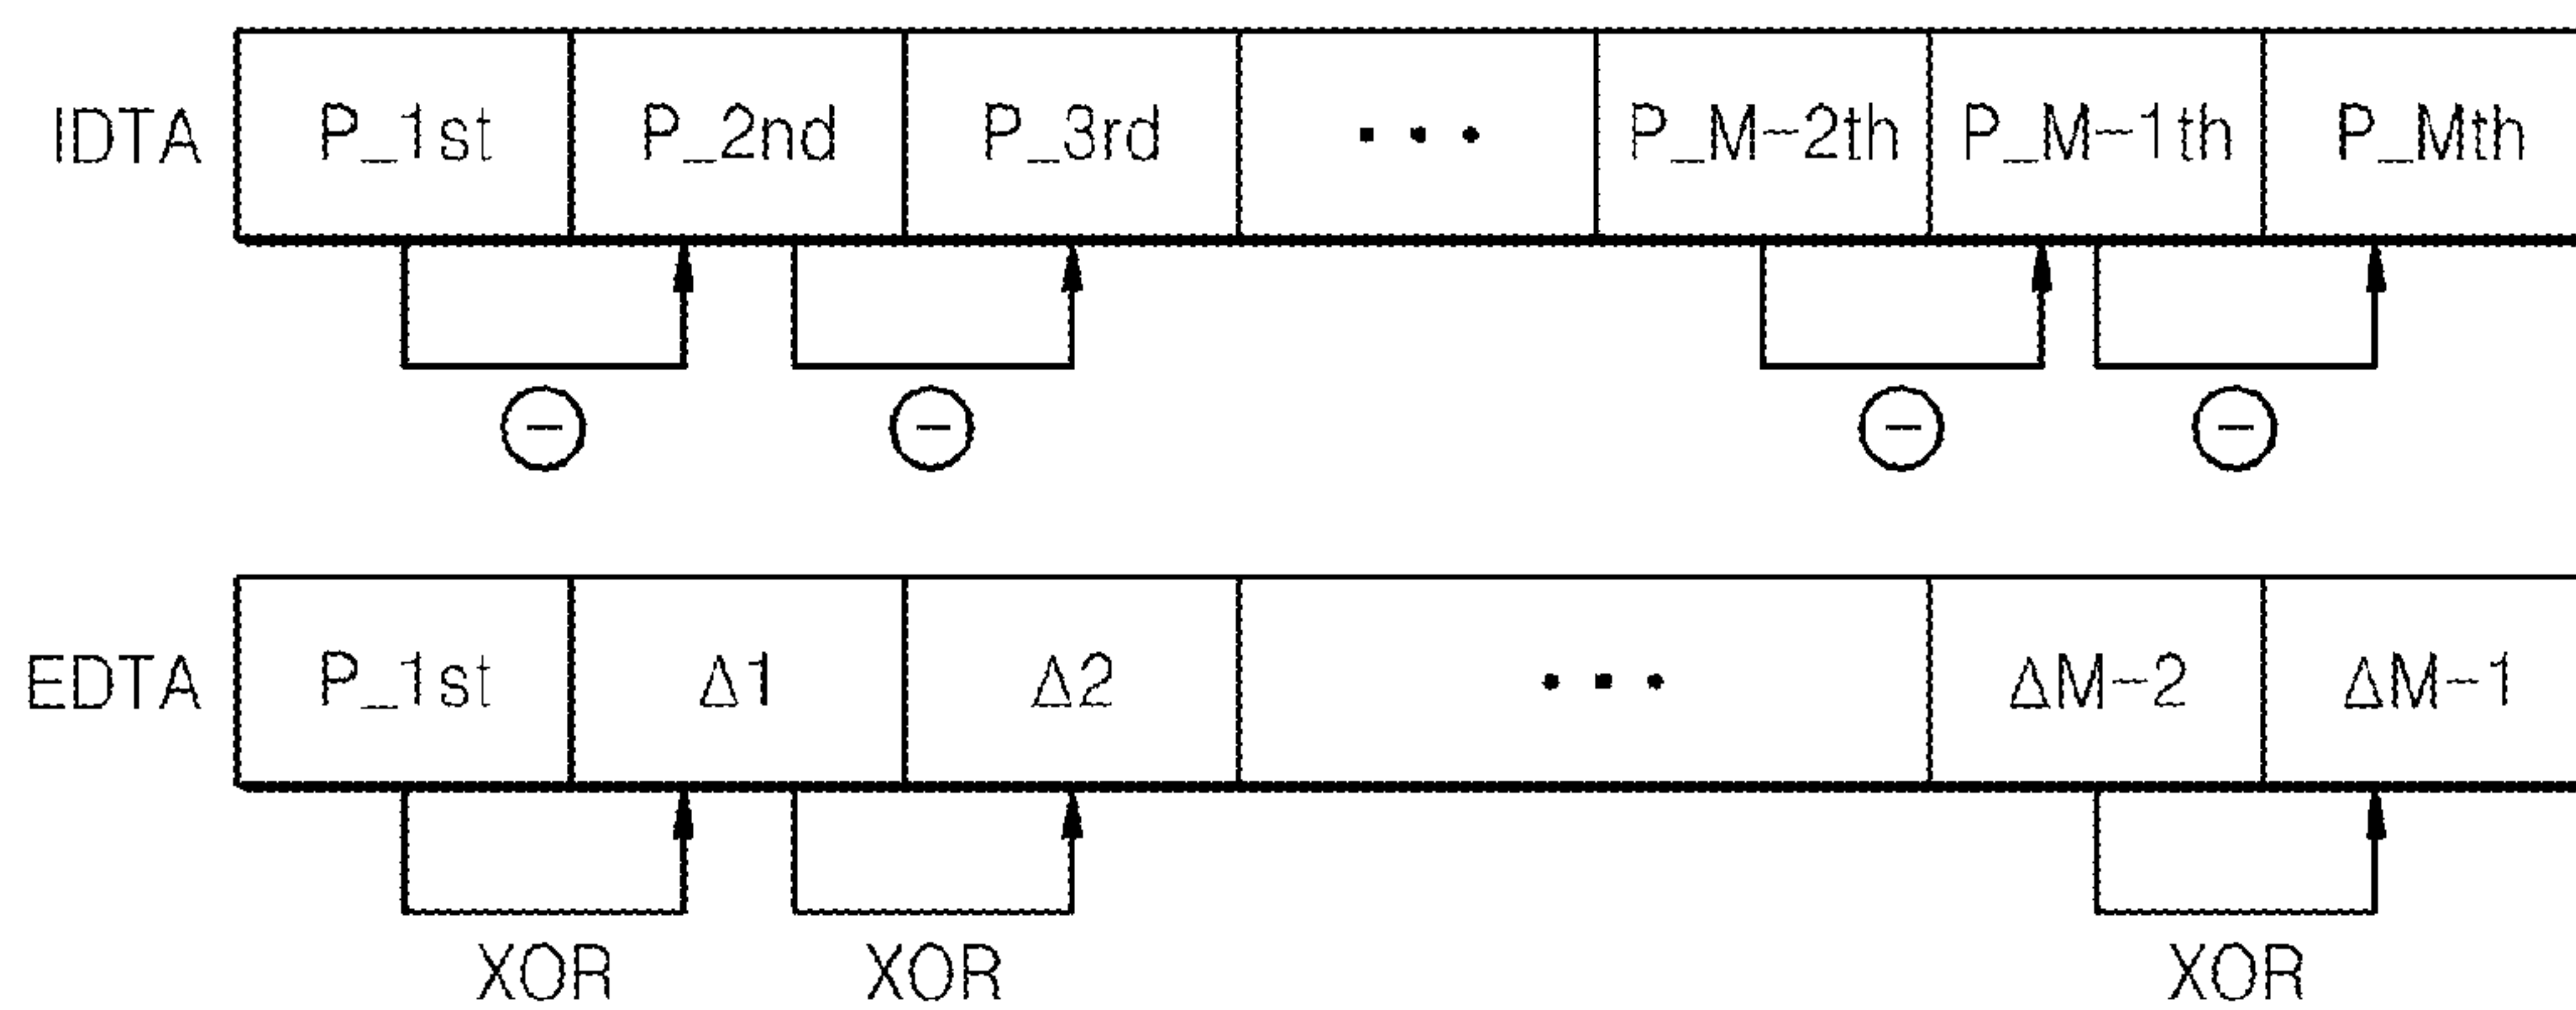 IDTA P_1st P_2nd P_3rd ... P_M-2th P_M-1th P_Mth
- - - -
EDTA P_1st Δ1 Δ2 ... ΔM-2 ΔM-1
XOR XOR XOR